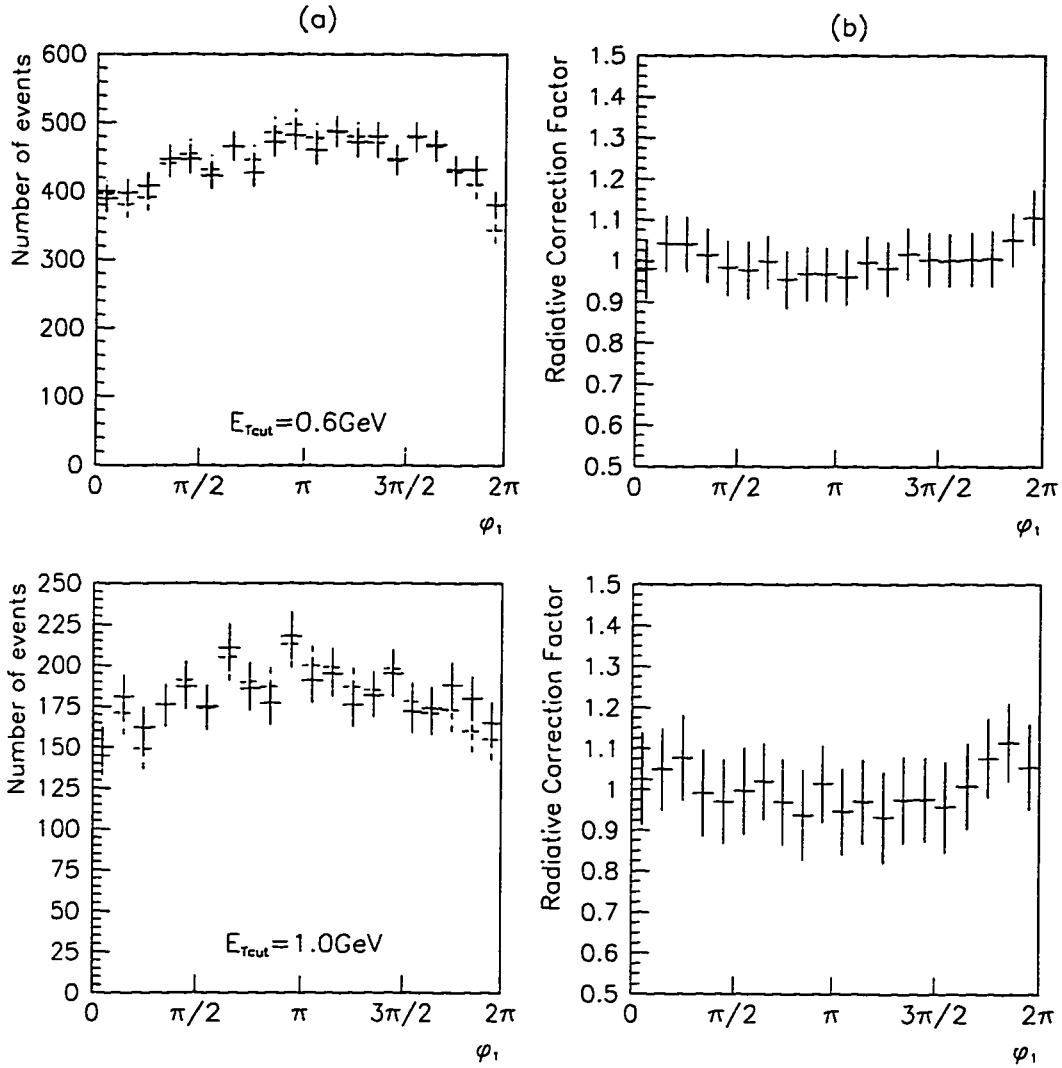 (a)
Number of events
600
500
400
300
200
100
0
E_Tcut=0.6GeV
0 π/2 π 3π/2 2π
φ₁
(b)
Radiative Correction Factor
1.5
1.4
1.3
1.2
1.1
1
0.9
0.8
0.7
0.6
0.5
0 π/2 π 3π/2 2π
φ₁
Number of events
250
225
200
175
150
125
100
75
50
25
0
E_Tcut=1.0GeV
0 π/2 π 3π/2 2π
φ₁
Radiative Correction Factor
1.5
1.4
1.3
1.2
1.1
1
0.9
0.8
0.7
0.6
0.5
0 π/2 π 3π/2 2π
φ₁